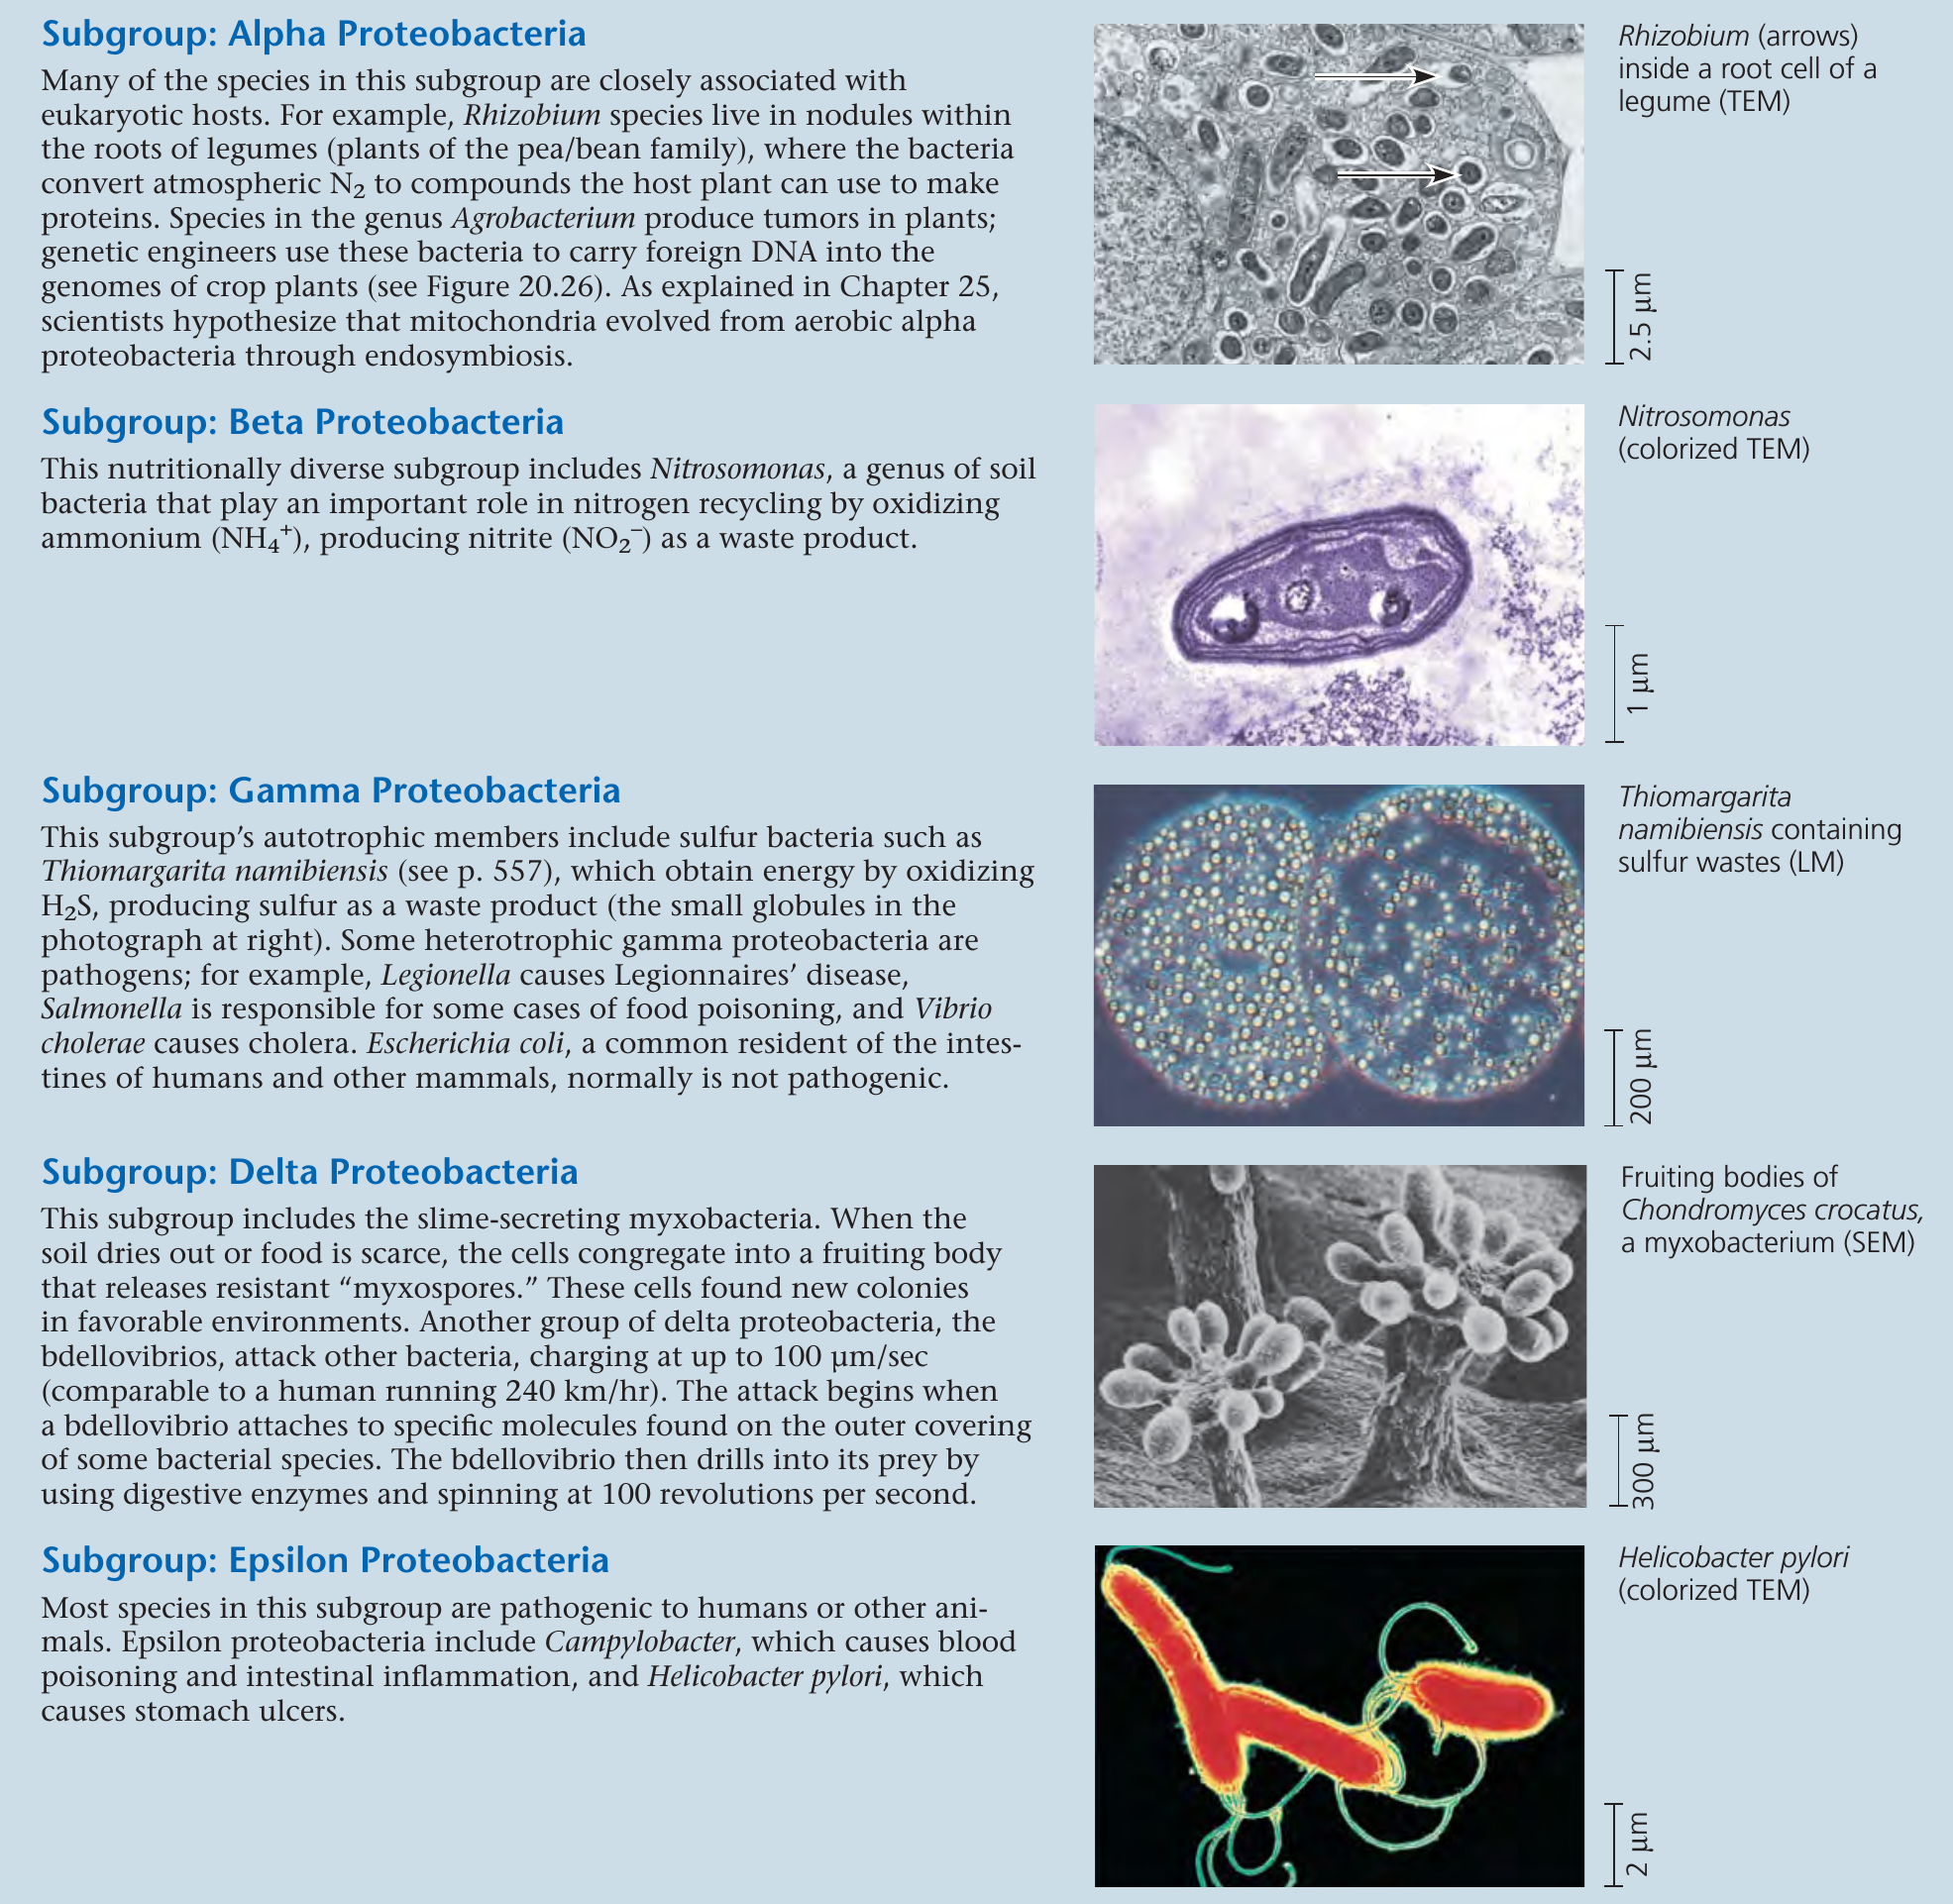 Subgroup: Alpha Proteobacteria
Many of the species in this subgroup are closely associated with
eukaryotic hosts. For example, Rhizobium species live in nodules within
the roots of legumes (plants of the pea/bean family), where the bacteria
convert atmospheric N₂ to compounds the host plant can use to make
proteins. Species in the genus Agrobacterium produce tumors in plants;
genetic engineers use these bacteria to carry foreign DNA into the
genomes of crop plants (see Figure 20.26). As explained in Chapter 25,
scientists hypothesize that mitochondria evolved from aerobic alpha
proteobacteria through endosymbiosis.
Rhizobium (arrows)
inside a root cell of a
legume (TEM)
2.5 μm
Subgroup: Beta Proteobacteria
This nutritionally diverse subgroup includes Nitrosomonas, a genus of soil
bacteria that play an important role in nitrogen recycling by oxidizing
ammonium (NH₄⁺), producing nitrite (NO₂⁻) as a waste product.
Nitrosomonas
(colorized TEM)
1 μm
Subgroup: Gamma Proteobacteria
This subgroup’s autotrophic members include sulfur bacteria such as
Thiomargarita namibiensis (see p. 557), which obtain energy by oxidizing
H₂S, producing sulfur as a waste product (the small globules in the
photograph at right). Some heterotrophic gamma proteobacteria are
pathogens; for example, Legionella causes Legionnaires’ disease,
Salmonella is responsible for some cases of food poisoning, and Vibrio
cholerae causes cholera. Escherichia coli, a common resident of the intes-
tines of humans and other mammals, normally is not pathogenic.
Thiomargarita
namibiensis containing
sulfur wastes (LM)
200 μm
Subgroup: Delta Proteobacteria
This subgroup includes the slime-secreting myxobacteria. When the
soil dries out or food is scarce, the cells congregate into a fruiting body
that releases resistant “myxospores.” These cells found new colonies
in favorable environments. Another group of delta proteobacteria, the
bdellovibrios, attack other bacteria, charging at up to 100 μm/sec
(comparable to a human running 240 km/hr). The attack begins when
a bdellovibrio attaches to specific molecules found on the outer covering
of some bacterial species. The bdellovibrio then drills into its prey by
using digestive enzymes and spinning at 100 revolutions per second.
Fruiting bodies of
Chondromyces crocatus,
a myxobacterium (SEM)
300 μm
Subgroup: Epsilon Proteobacteria
Most species in this subgroup are pathogenic to humans or other ani-
mals. Epsilon proteobacteria include Campylobacter, which causes blood
poisoning and intestinal inflammation, and Helicobacter pylori, which
causes stomach ulcers.
Helicobacter pylori
(colorized TEM)
2 μm